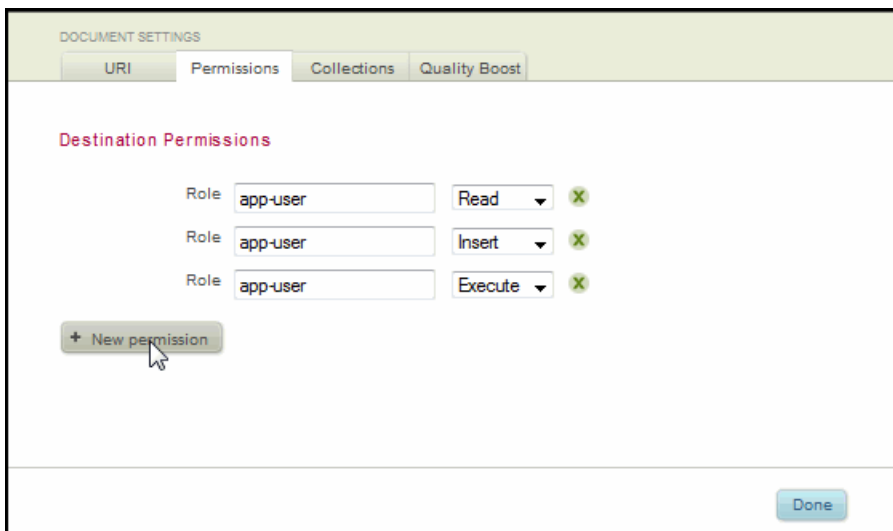 DOCUMENT SETTINGS
URI Permissions Collections Quality Boost
Destination Permissions
Role app-user Read X
Role app-user Insert X
Role app-user Execute X
+ New permission
Done